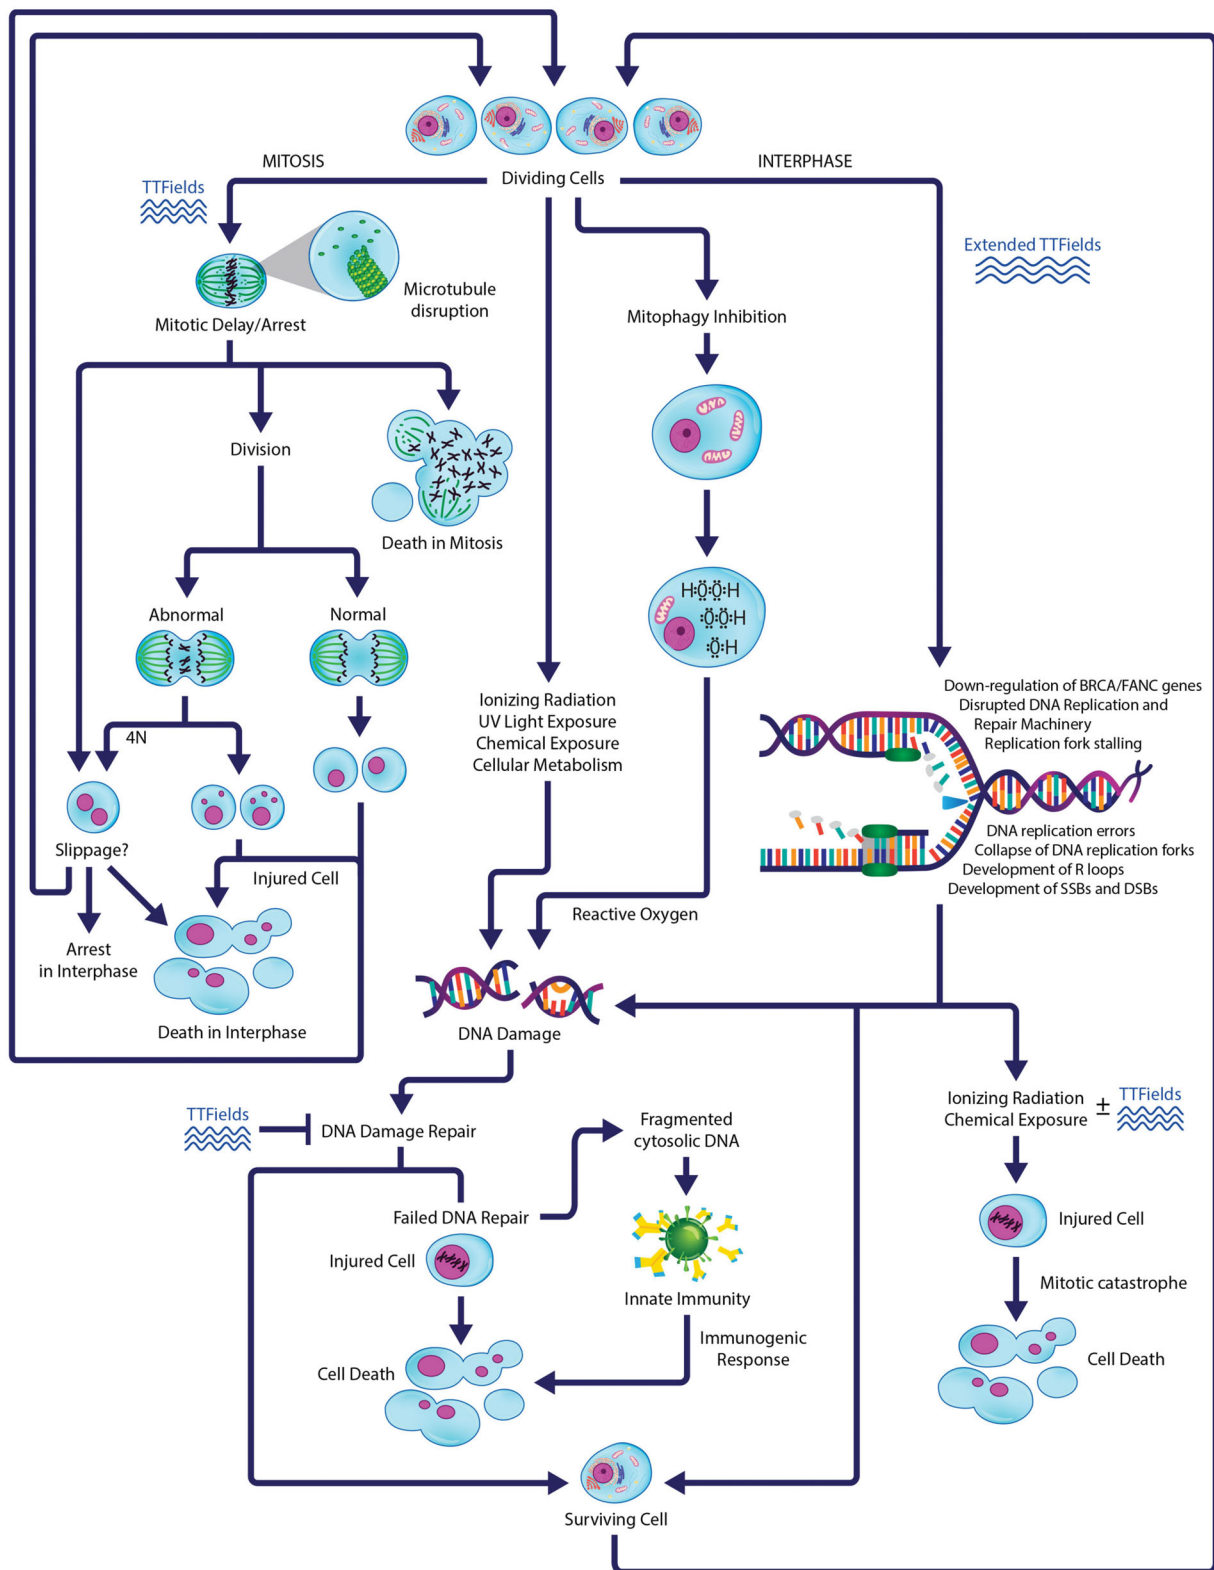 MITOSIS
INTERPHASE
Dividing Cells
TTFields
Extended TTFields
Microtubule
disruption
Mitotic Delay/Arrest
Mitophagy Inhibition
Division
Death in Mitosis
H:Ö:Ö:H
:Ö:Ö:H
:Ö:H
Abnormal
Normal
4N
Ionizing Radiation
UV Light Exposure
Chemical Exposure
Cellular Metabolism
Down-regulation of BRCA/FANC genes
Disrupted DNA Replication and
Repair Machinery
Replication fork stalling
DNA replication errors
Collapse of DNA replication forks
Development of R loops
Development of SSBs and DSBs
Slippage?
Injured Cell
Reactive Oxygen
Arrest
in Interphase
Death in Interphase
DNA Damage
TTFields
DNA Damage Repair
Fragmented
cytosolic DNA
Ionizing Radiation
Chemical Exposure
±
TTFields
Failed DNA Repair
Injured Cell
Injured Cell
Innate Immunity
Mitotic catastrophe
Immunogenic
Response
Cell Death
Cell Death
Surviving Cell